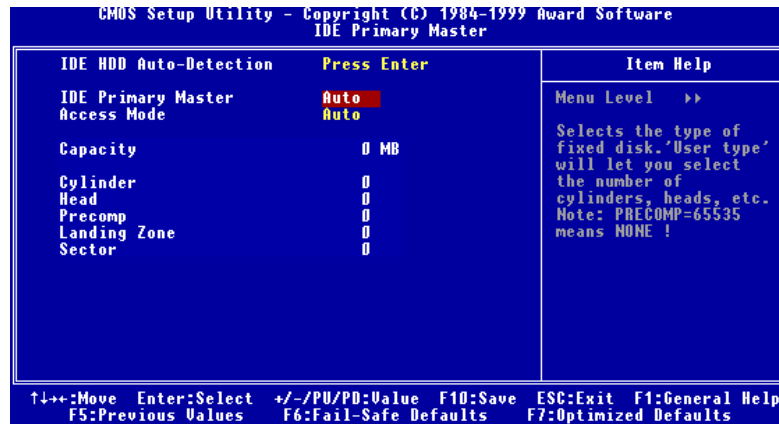 CMOS Setup Utility - Copyright (C) 1984-1999 Award Software
IDE Primary Master
IDE HDD Auto-Detection Press Enter
IDE Primary Master Auto
Access Mode Auto
Capacity 0 MB
Cylinder 0
Head 0
Precomp 0
Landing Zone 0
Sector 0
Item Help
Menu Level ▸▸
Selects the type of
fixed disk.'User type'
will let you select
the number of
cylinders, heads, etc.
Note: PRECOMP=65535
means NONE !
↑↓→←:Move Enter:Select +/-/PU/PD:Value F10:Save ESC:Exit F1:General Help
F5:Previous Values F6:Fail-Safe Defaults F7:Optimized Defaults